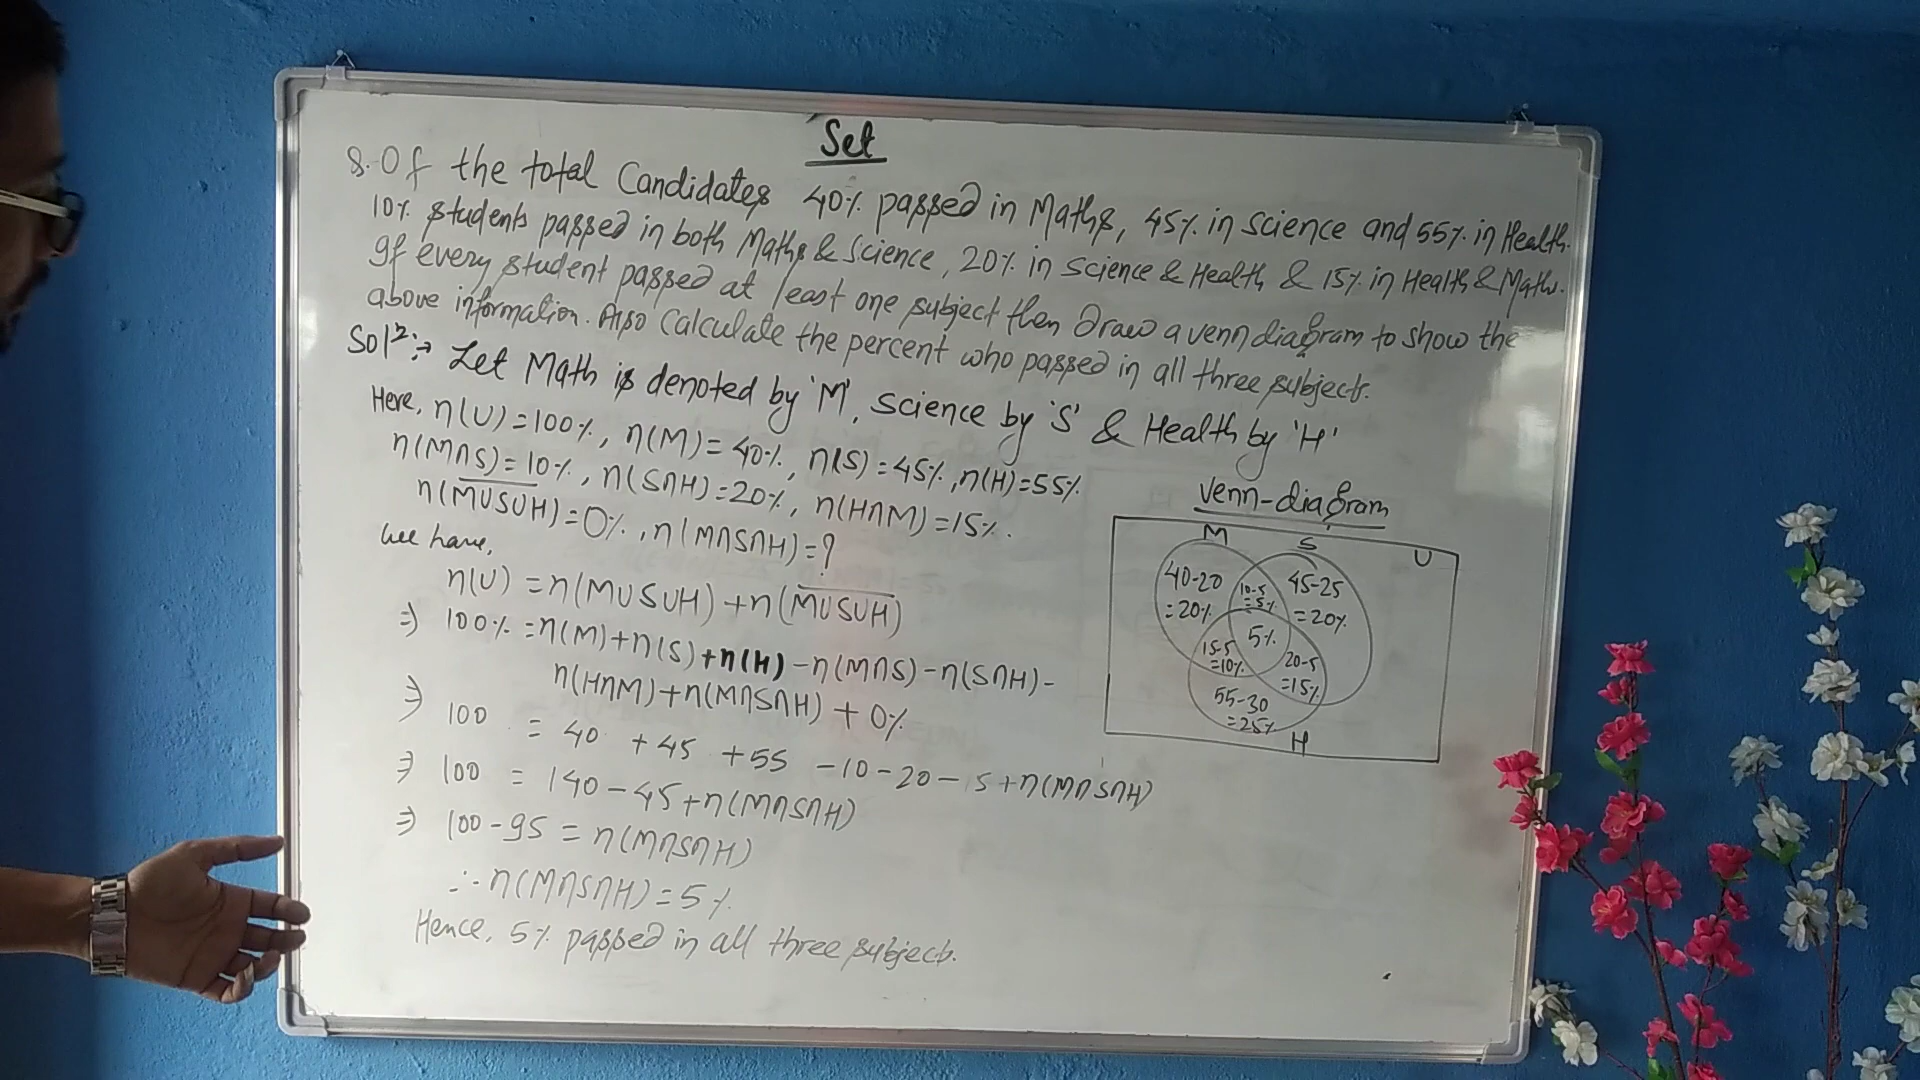 Set
8. Of the total Candidates 40% passed in Maths, 45% in science and 55% in Health.
10% students passed in both Maths & Science, 20% in Science & Health & 15% in Health & Maths.
If every student passed at least one subject then Draw a venn diagram to show the
above information. Also Calculate the percent who passed in all three subjects.
Solⁿ:→ Let Math is denoted by 'M', Science by 'S' & Health by 'H'
Here, n(U)=100%, n(M)=40%, n(S)=45%, n(H)=55%
n(M∩S)=10%, n(S∩H)=20%, n(H∩M)=15%.
n(M̅U̅S̅U̅H̅)=0%, n(M∩S∩H)=?
We have,
n(U) = n(MUSUH)+n(M̅U̅S̅U̅H̅)
⇒ 100% = n(M)+n(S)+n(H)-n(M∩S)-n(S∩H)-
n(H∩M)+n(M∩S∩H) + 0%
⇒ 100 = 40 + 45 + 55 -10-20-15+n(M∩S∩H)
⇒ 100 = 140-45+n(M∩S∩H)
⇒ 100-95 = n(M∩S∩H)
∴ n(M∩S∩H)=5%
Hence, 5% passed in all three subjects.
Venn-diagram
M S U
40-20
=20%
10-5
=5%
45-25
=20%
5%
15-5
=10%
20-5
=15%
55-30
=25%
H